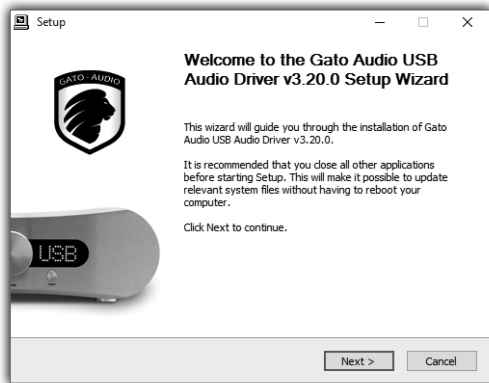 Setup
GATO - AUDIO
Welcome to the Gato Audio USB
Audio Driver v3.20.0 Setup Wizard
This wizard will guide you through the installation of Gato
Audio USB Audio Driver v3.20.0.
It is recommended that you close all other applications
before starting Setup. This will make it possible to update
relevant system files without having to reboot your
computer.
Click Next to continue.
USB
Next >
Cancel